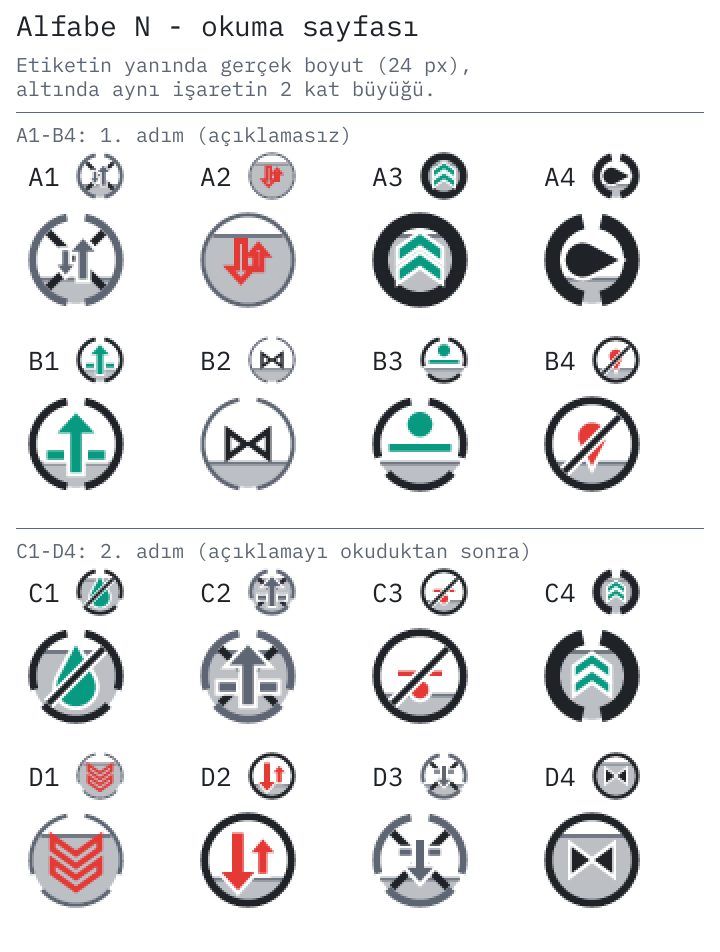 Alfabe N - okuma sayfası
Etiketin yanında gerçek boyut (24 px),
altında aynı işaretin 2 kat büyüğü.
A1-B4: 1. adım (açıklamasız)
A1 A2 A3 A4
B1 B2 B3 B4
C1-D4: 2. adım (açıklamayı okuduktan sonra)
C1 C2 C3 C4
D1 D2 D3 D4